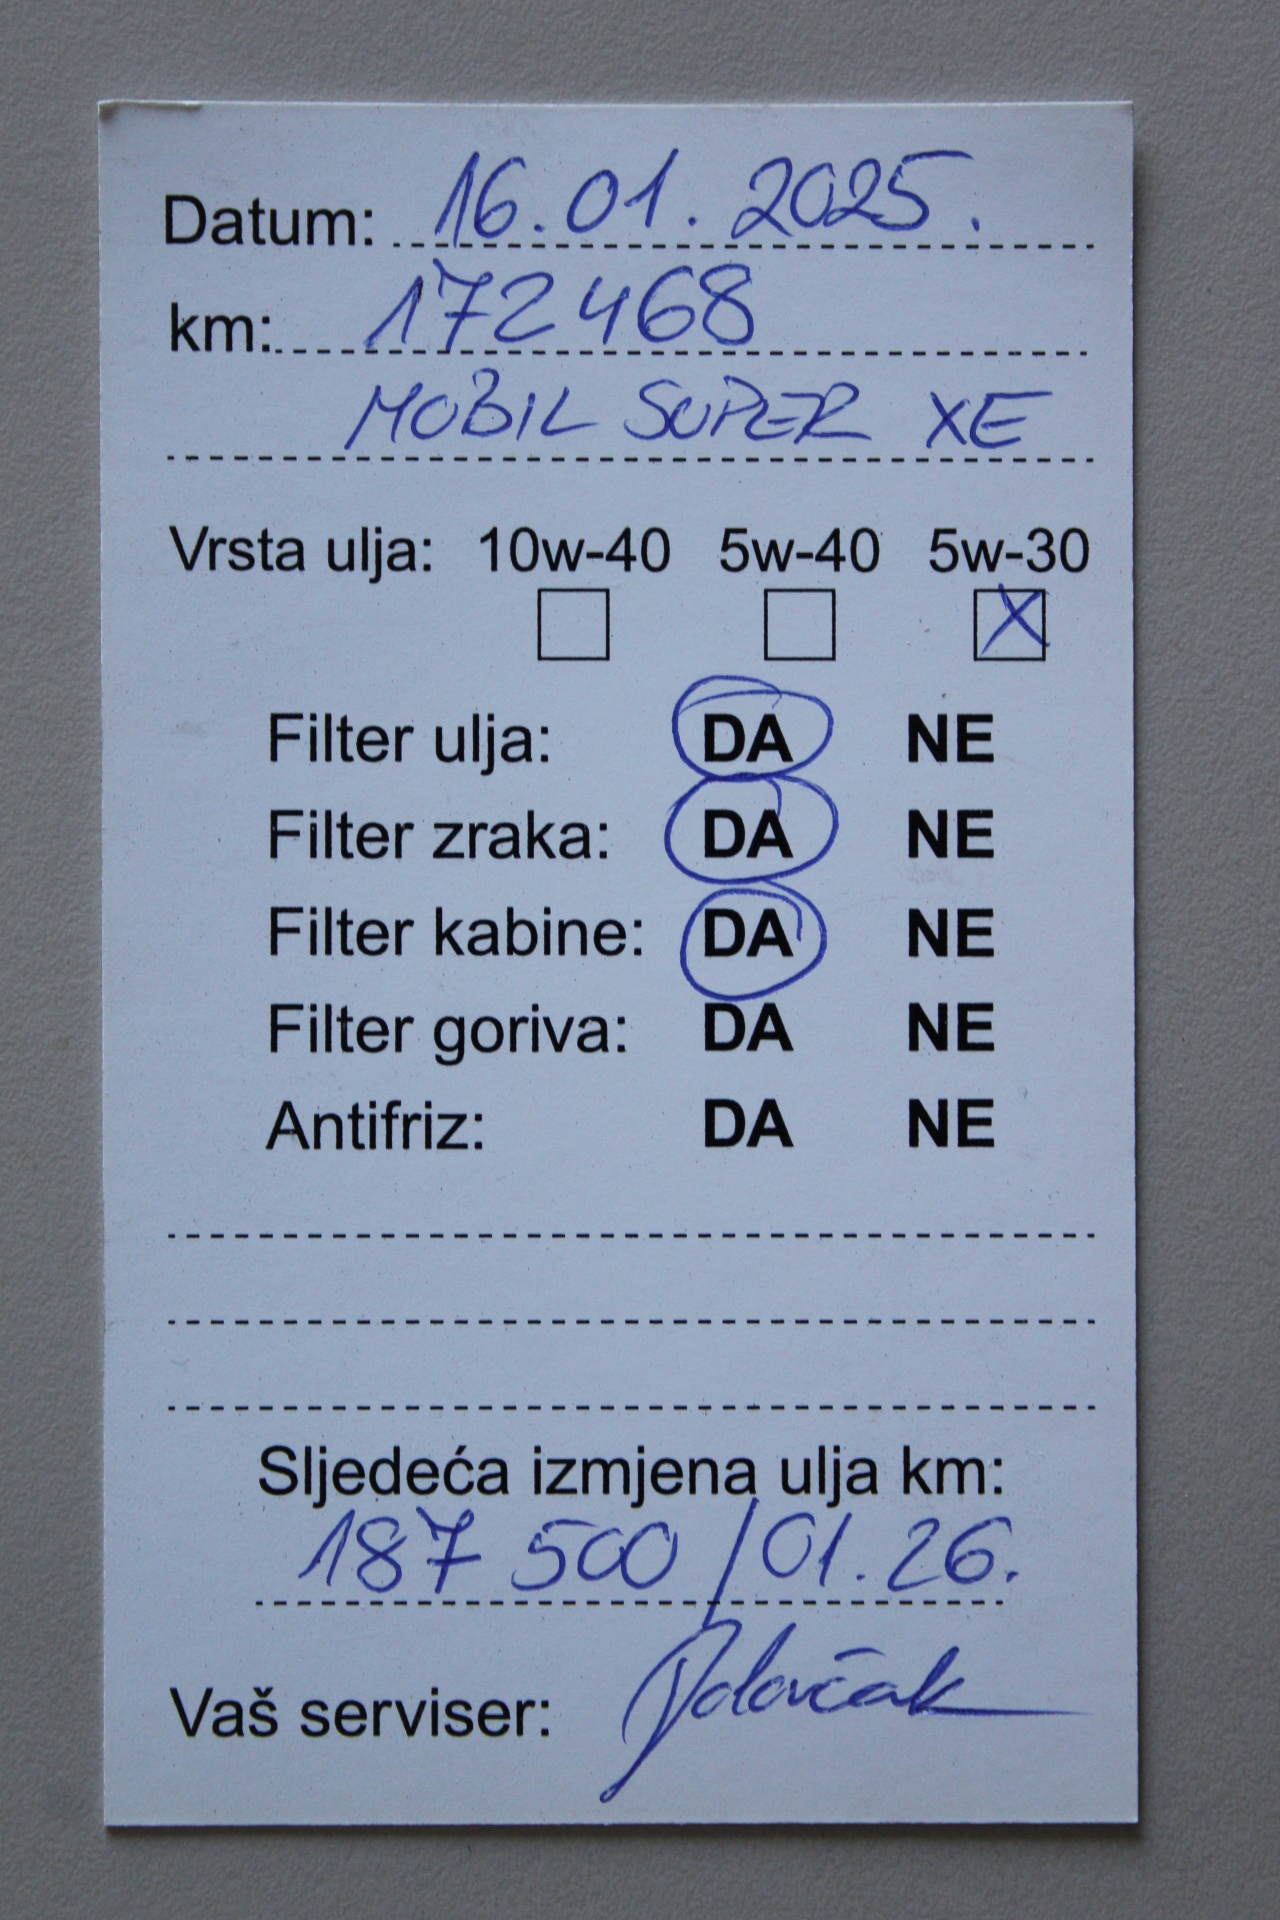 Datum: 16.01.2025.
km: 172468
MOBIL SUPER XE
Vrsta ulja: 10w-40 5w-40 5w-30
X
Filter ulja: DA NE
Filter zraka: DA NE
Filter kabine: DA NE
Filter goriva: DA NE
Antifriz: DA NE
Sljedeća izmjena ulja km:
187 500 / 01.26.
Vaš serviser: